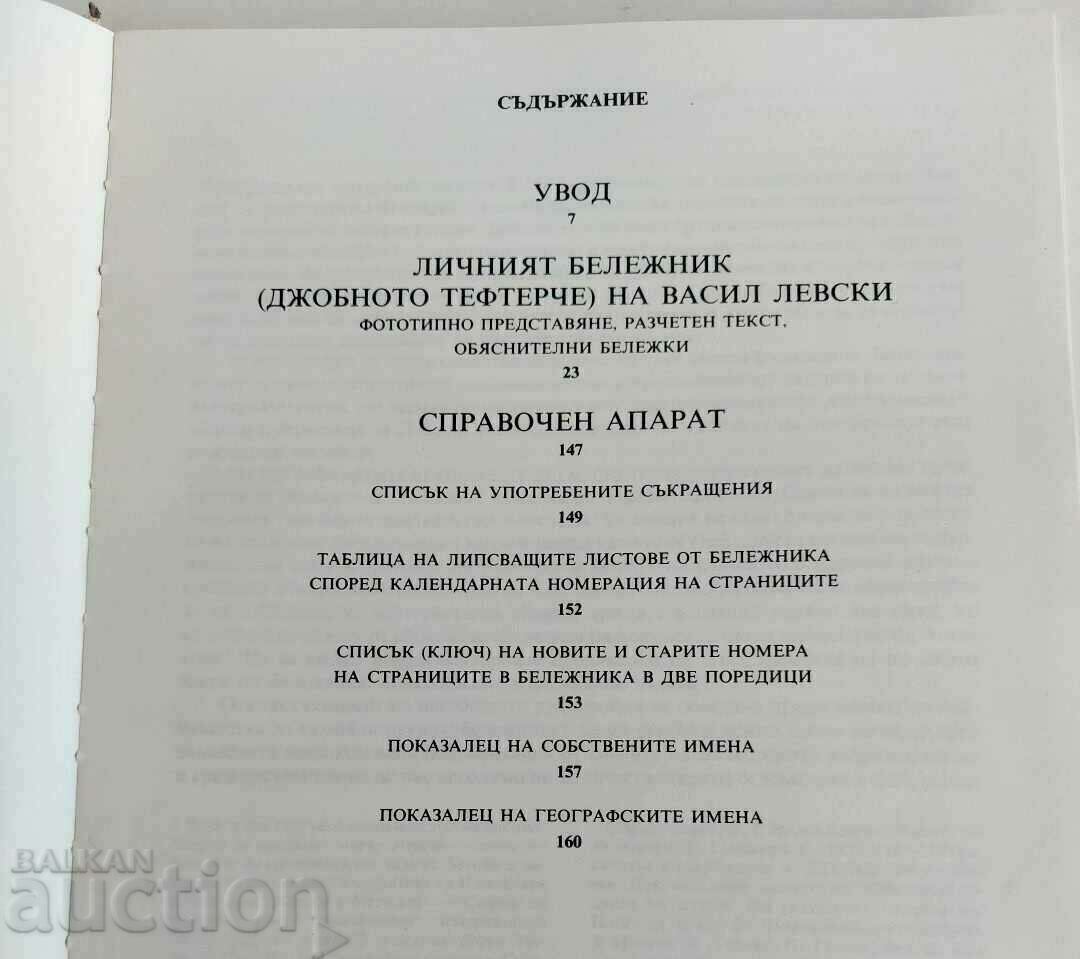 СЪДЪРЖАНИЕ
УВОД
7
ЛИЧНИЯТ БЕЛЕЖНИК
(ДЖОБНОТО ТЕФТЕРЧЕ) НА ВАСИЛ ЛЕВСКИ
ФОТОТИПНО ПРЕДСТАВЯНЕ, РАЗЧЕТЕН ТЕКСТ,
ОБЯСНИТЕЛНИ БЕЛЕЖКИ
23
СПРАВОЧЕН АПАРАТ
147
СПИСЪК НА УПОТРЕБЕНИТЕ СЪКРАЩЕНИЯ
149
ТАБЛИЦА НА ЛИПСВАЩИТЕ ЛИСТОВЕ ОТ БЕЛЕЖНИКА
СПОРЕД КАЛЕНДАРНАТА НОМЕРАЦИЯ НА СТРАНИЦИТЕ
152
СПИСЪК (КЛЮЧ) НА НОВИТЕ И СТАРИТЕ НОМЕРА
НА СТРАНИЦИТЕ В БЕЛЕЖНИКА В ДВЕ ПОРЕДИЦИ
153
ПОКАЗАЛЕЦ НА СОБСТВЕНИТЕ ИМЕНА
157
ПОКАЗАЛЕЦ НА ГЕОГРАФСКИТЕ ИМЕНА
160
BALKAN
auction